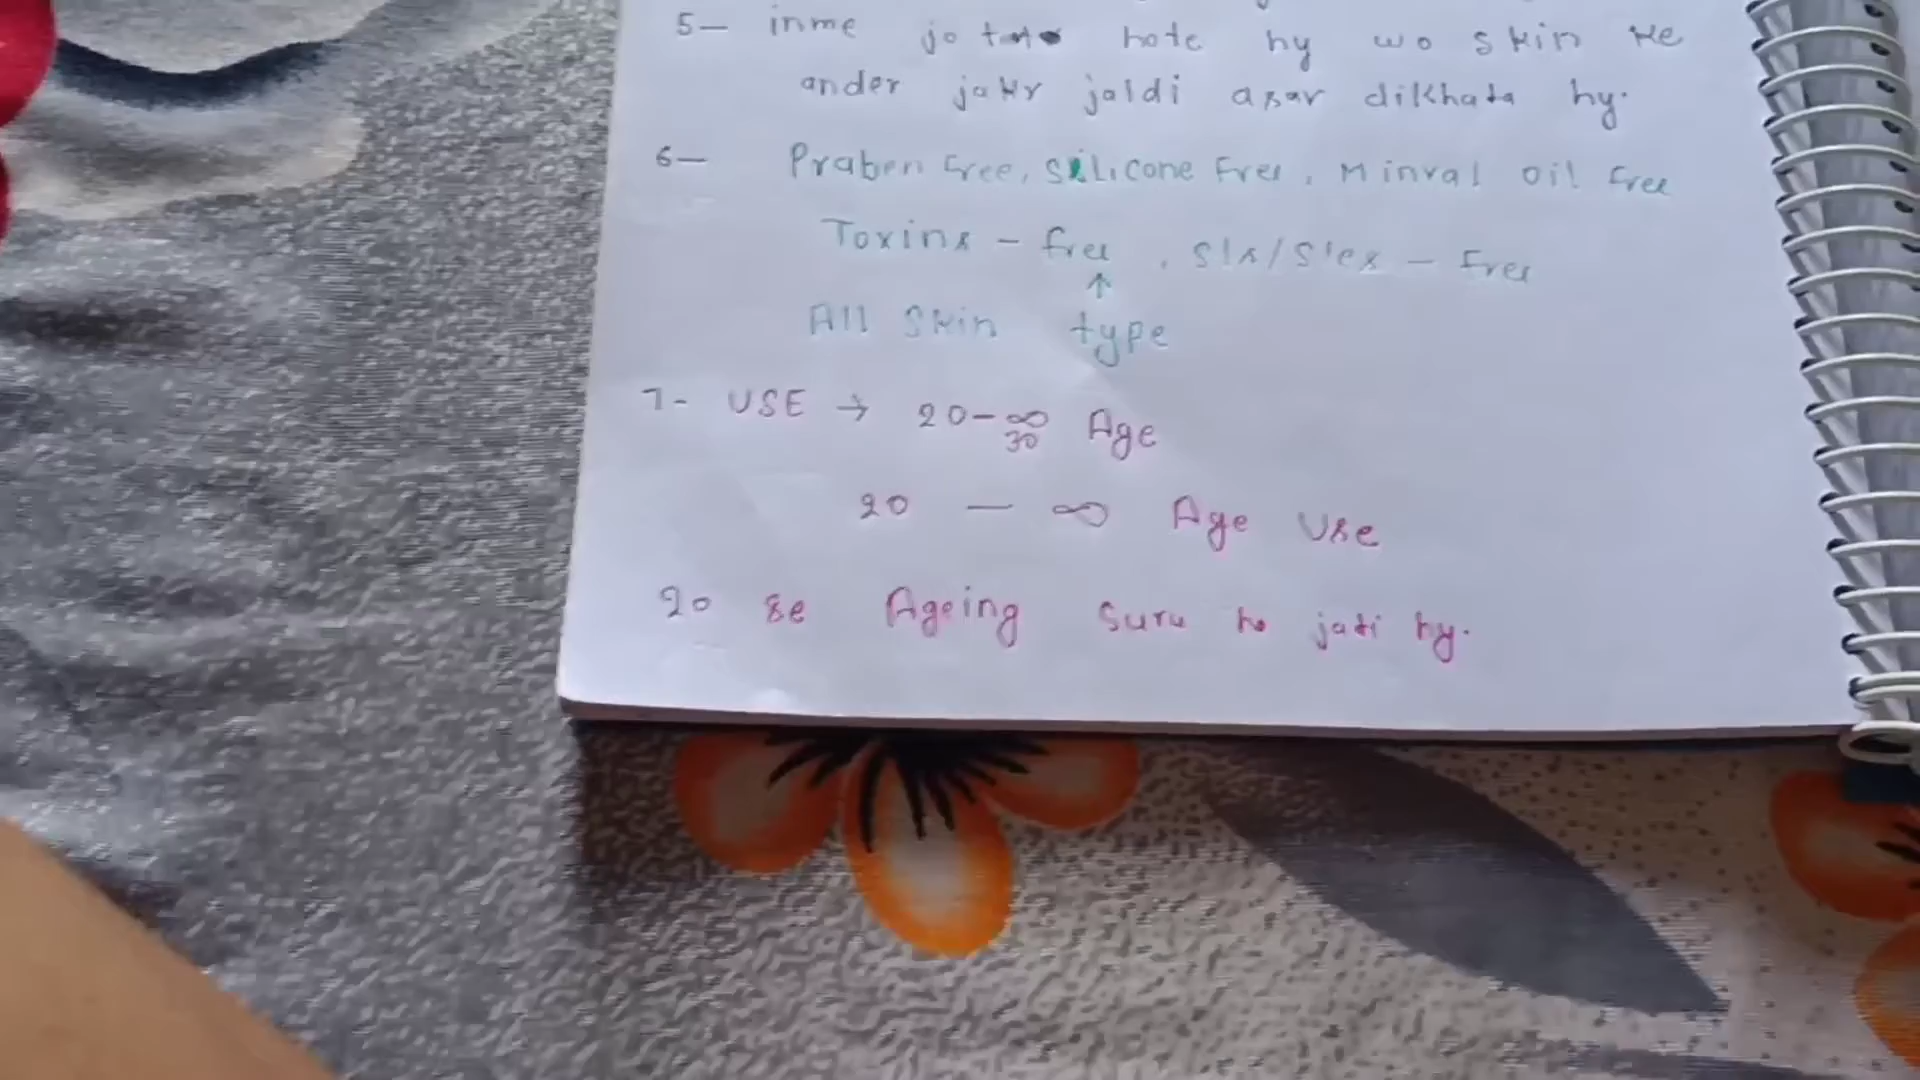 5- inme jo hote hy wo skin ke
ander jakr jaldi asar dikhata hy.
6- Praben free, Silicone Free, Minral oil free
Toxins - free, Sls/Sles - Free
↑
All Skin type
7- USE → 20-∞ Age
30
20 — ∞ Age Use
20 se Ageing suru ho jati hy.